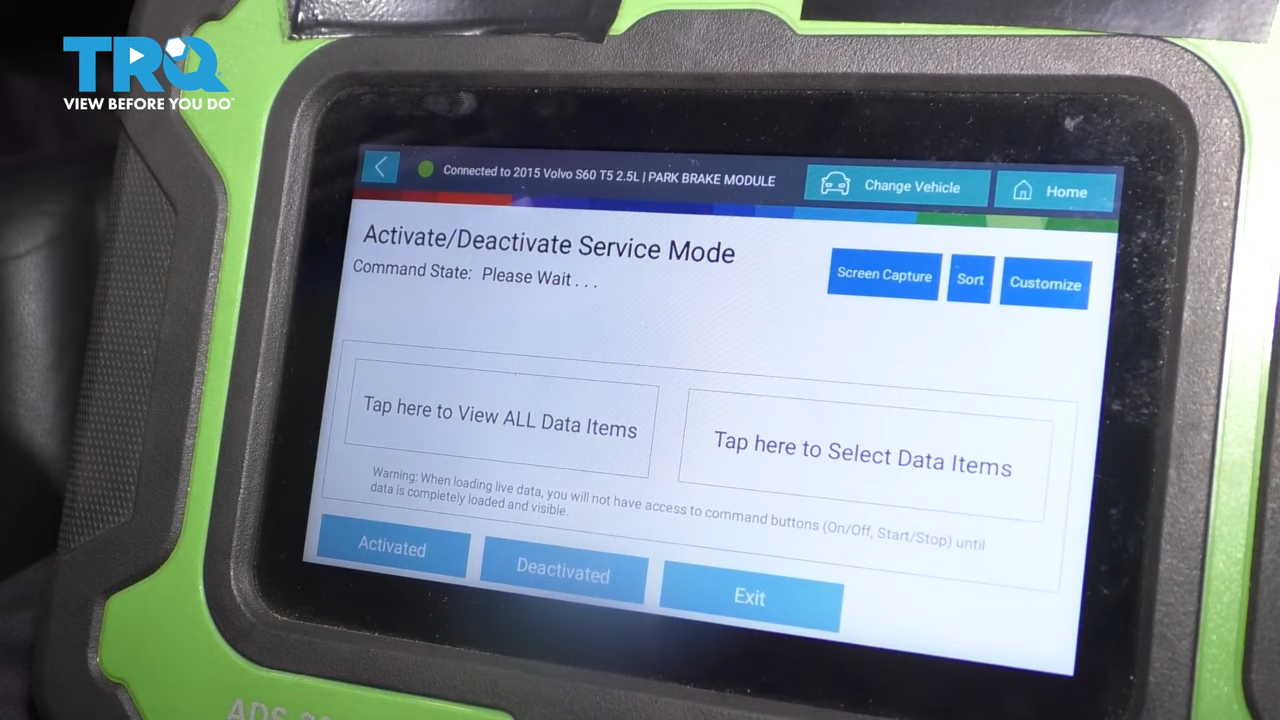 TRQ
VIEW BEFORE YOU DO™
Connected to 2015 Volvo S60 T5 2.5L | PARK BRAKE MODULE
Change Vehicle
Home
Activate/Deactivate Service Mode
Command State: Please Wait . . .
Screen Capture
Sort
Customize
Tap here to View ALL Data Items
Tap here to Select Data Items
Warning: When loading live data, you will not have access to command buttons (On/Off, Start/Stop) until
data is completely loaded and visible.
Activated
Deactivated
Exit
ADS